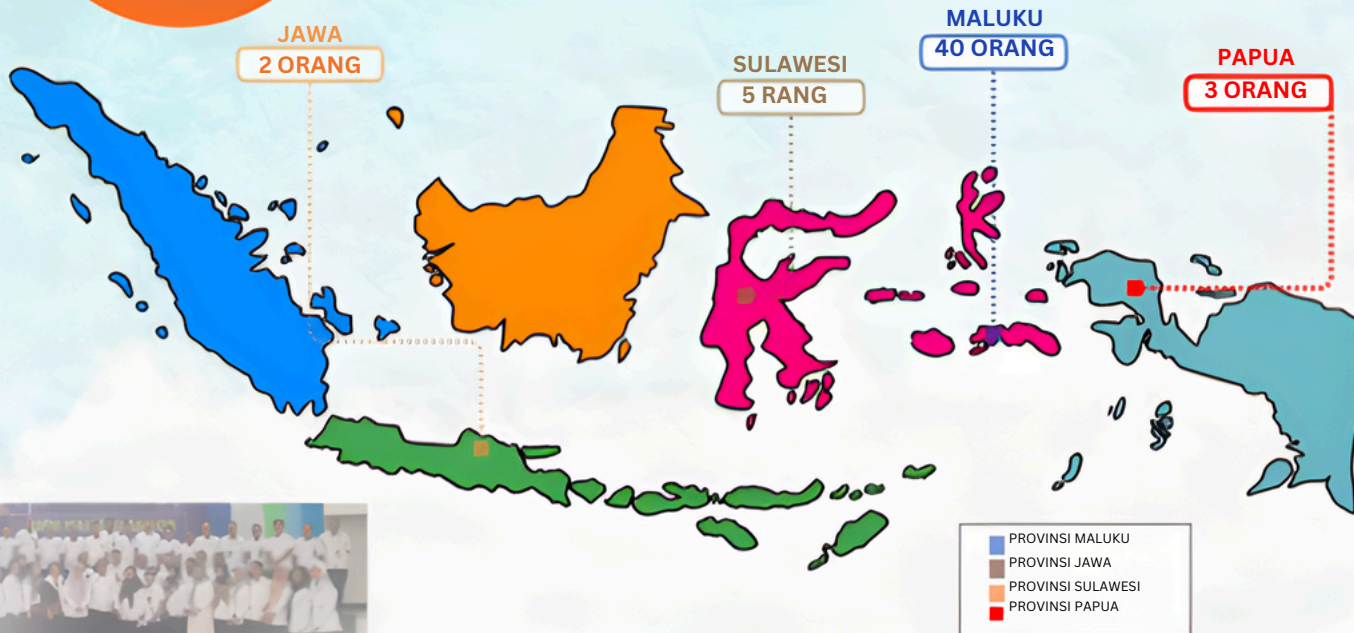 JAWA
2 ORANG
SULAWESI
5 RANG
MALUKU
40 ORANG
PAPUA
3 ORANG
PROVINSI MALUKU
PROVINSI JAWA
PROVINSI SULAWESI
PROVINSI PAPUA